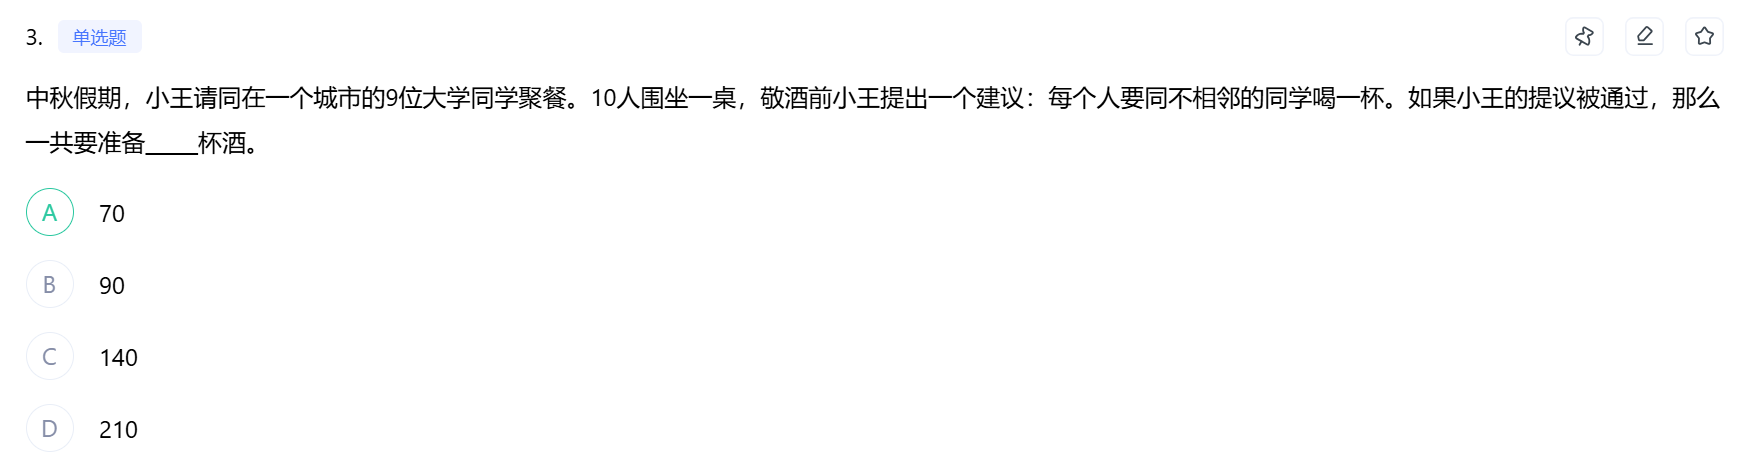 3. 单选题
中秋假期，小王请同在一个城市的9位大学同学聚餐。10人围坐一桌，敬酒前小王提出一个建议：每个人要同不相邻的同学喝一杯。如果小王的提议被通过，那么
一共要准备_____杯酒。
A 70
B 90
C 140
D 210